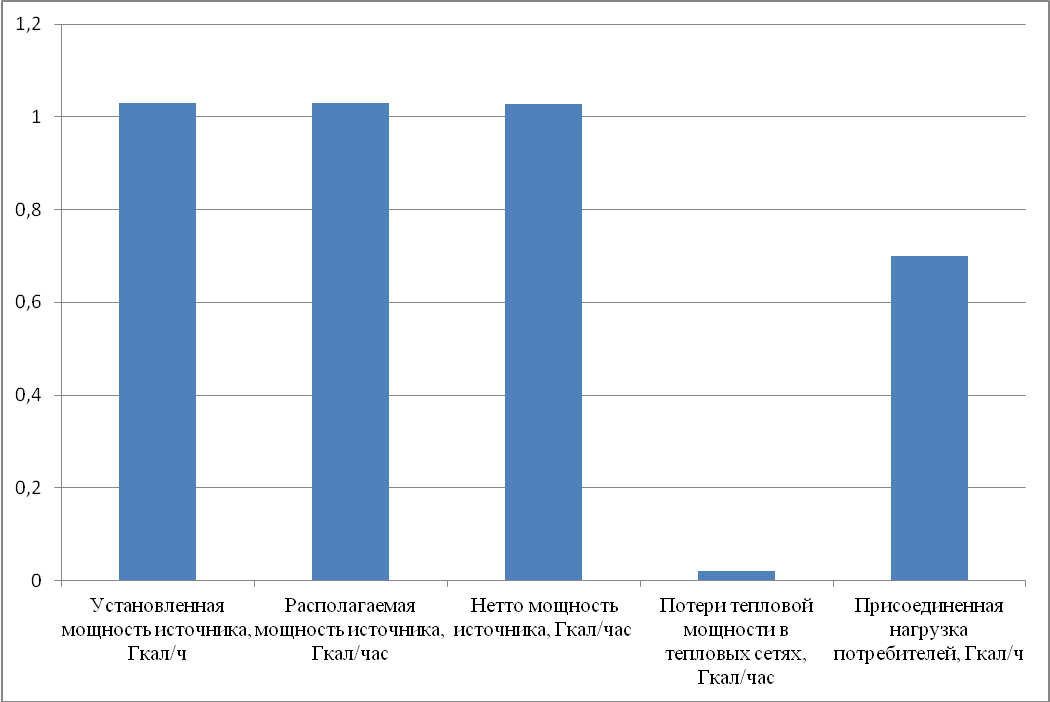 1,2
1
0,8
0,6
0,4
0,2
0
Установленная
мощность источника,
Гкал/ч
Располагаемая
мощность источника,
Гкал/час
Нетто мощность
источника, Гкал/час
Потери тепловой
мощности в
тепловых сетях,
Гкал/час
Присоединенная
нагрузка
потребителей, Гкал/ч